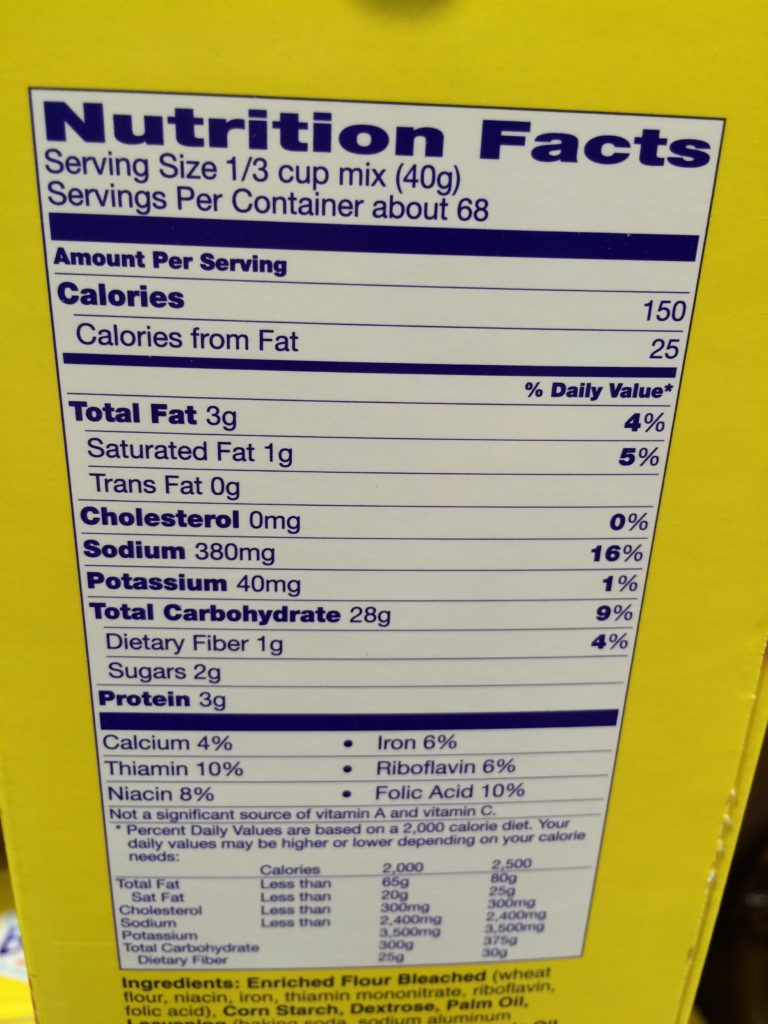 Nutrition Facts
Serving Size 1/3 cup mix (40g)
Servings Per Container about 68
Amount Per Serving
Calories 150
Calories from Fat 25
% Daily Value*
Total Fat 3g 4%
Saturated Fat 1g 5%
Trans Fat 0g
Cholesterol 0mg 0%
Sodium 380mg 16%
Potassium 40mg 1%
Total Carbohydrate 28g 9%
Dietary Fiber 1g 4%
Sugars 2g
Protein 3g
Calcium 4% • Iron 6%
Thiamin 10% • Riboflavin 6%
Niacin 8% • Folic Acid 10%
Not a significant source of vitamin A and vitamin C.
* Percent Daily Values are based on a 2,000 calorie diet. Your
daily values may be higher or lower depending on your calorie
needs:
Calories 2,000 2,500
Total Fat Less than 65g 80g
Sat Fat Less than 20g 25g
Cholesterol Less than 300mg 300mg
Sodium Less than 2,400mg 2,400mg
Potassium 3,500mg 3,500mg
Total Carbohydrate 300g 375g
Dietary Fiber 25g 30g
Ingredients: Enriched Flour Bleached (wheat
flour, niacin, iron, thiamin mononitrate, riboflavin,
folic acid), Corn Starch, Dextrose, Palm Oil,
Leavening (baking soda, sodium aluminum